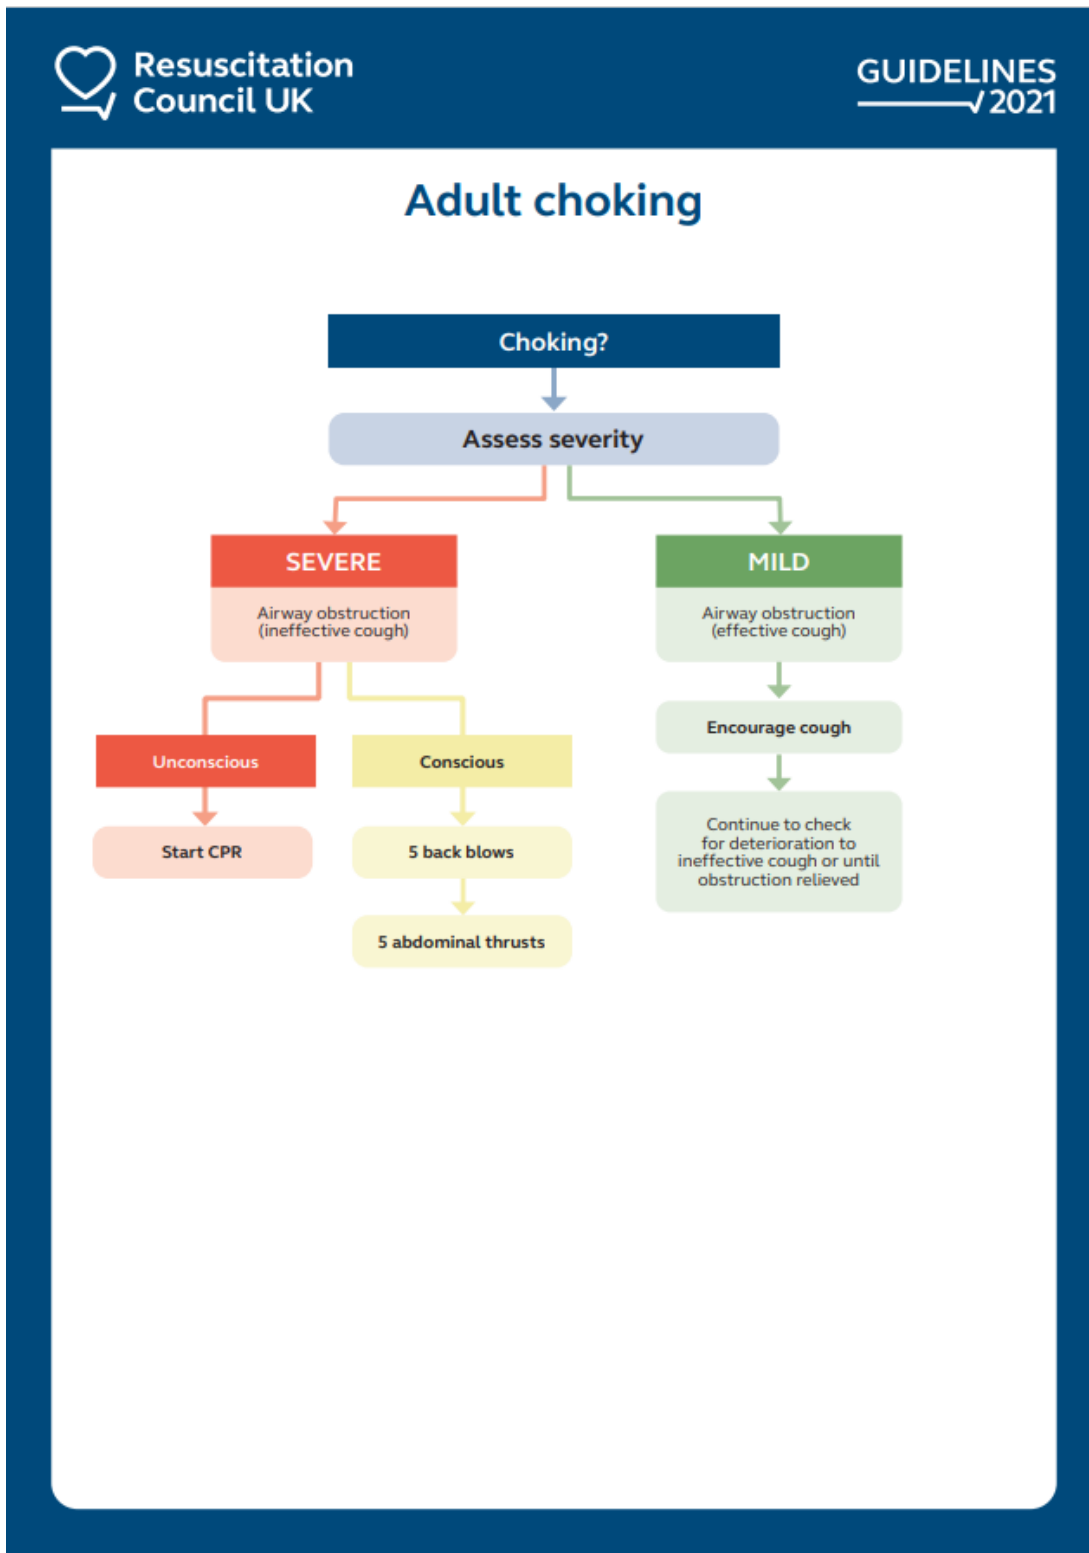 Resuscitation
Council UK
GUIDELINES
2021
Adult choking
Choking?
Assess severity
SEVERE
Airway obstruction
(ineffective cough)
MILD
Airway obstruction
(effective cough)
Unconscious
Start CPR
Conscious
5 back blows
5 abdominal thrusts
Encourage cough
Continue to check
for deterioration to
ineffective cough or until
obstruction relieved